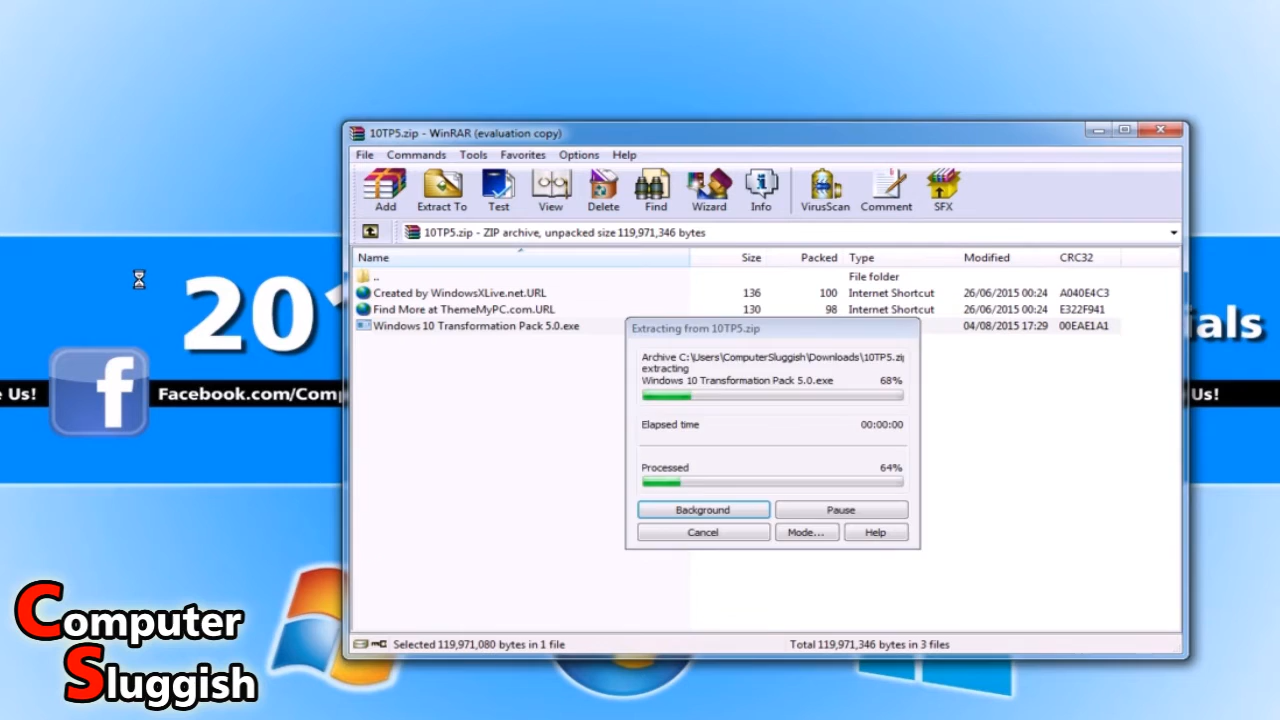 10TP5.zip - WinRAR (evaluation copy)
File Commands Tools Favorites Options Help
Add Extract To Test View Delete Find Wizard Info VirusScan Comment SFX
10TP5.zip - ZIP archive, unpacked size 119,971,346 bytes
Name Size Packed Type Modified CRC32
.. File folder
Created by WindowsXLive.net.URL 136 100 Internet Shortcut 26/06/2015 00:24 A040E4C3
Find More at ThemeMyPC.com.URL 130 98 Internet Shortcut 26/06/2015 00:24 E322F941
Windows 10 Transformation Pack 5.0.exe 04/08/2015 17:29 00EAE1A1
Extracting from 10TP5.zip
Archive C:\Users\ComputerSluggish\Downloads\10TP5.zi
extracting
Windows 10 Transformation Pack 5.0.exe 68%
Elapsed time 00:00:00
Processed 64%
Background Pause
Cancel Mode... Help
Selected 119,971,080 bytes in 1 file Total 119,971,346 bytes in 3 files
201
ials
e Us! f Facebook.com/Comp
Us!
Computer
Sluggish